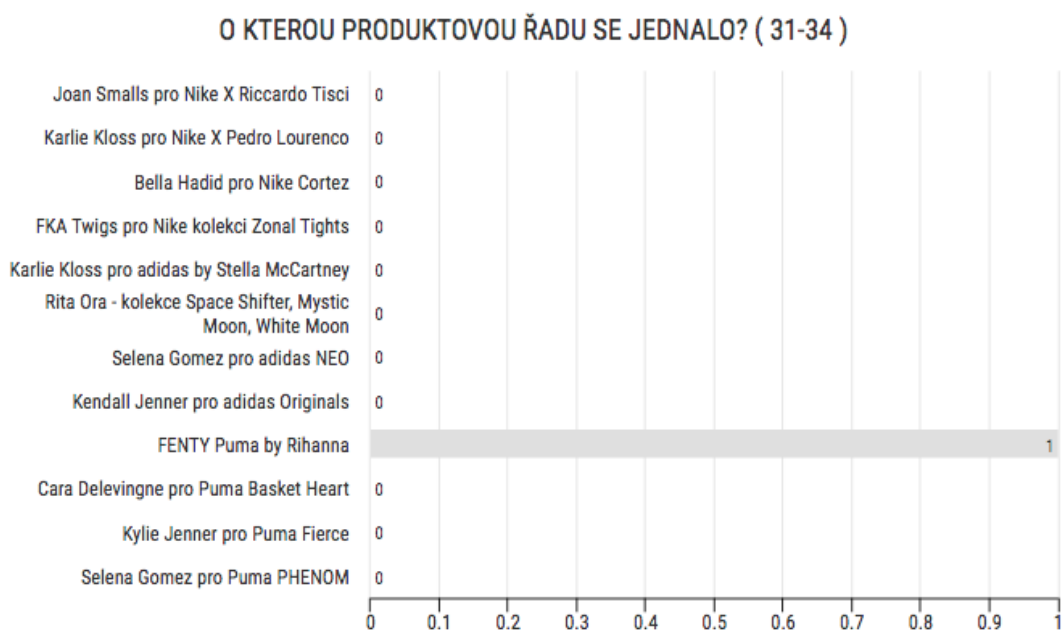 O KTEROU PRODUKTOVOU ŘADU SE JEDNALO? ( 31-34 )
Joan Smalls pro Nike X Riccardo Tisci 0
Karlie Kloss pro Nike X Pedro Lourenco 0
Bella Hadid pro Nike Cortez 0
FKA Twigs pro Nike kolekci Zonal Tights 0
Karlie Kloss pro adidas by Stella McCartney 0
Rita Ora - kolekce Space Shifter, Mystic
Moon, White Moon 0
Selena Gomez pro adidas NEO 0
Kendall Jenner pro adidas Originals 0
FENTY Puma by Rihanna 1
Cara Delevingne pro Puma Basket Heart 0
Kylie Jenner pro Puma Fierce 0
Selena Gomez pro Puma PHENOM 0
0 0.1 0.2 0.3 0.4 0.5 0.6 0.7 0.8 0.9 1